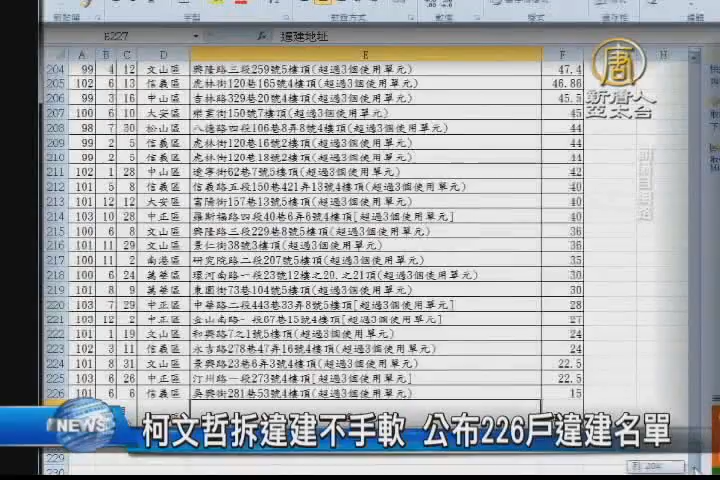 E227
違建地址
A B C D E F H
204 99 4 12 文山區 興隆路三段259號5樓頂(超過3個使用單元) 47.4
205 102 6 13 信義區 虎林街120巷165號4樓頂(超過3個使用單元) 46.86
206 99 3 16 中山區 吉林路329巷20號4樓頂(超過3個使用單元) 45.5
207 100 6 10 大安區 樂業街150號7樓頂(超過3個使用單元) 45
208 98 7 30 松山區 八德路四段106巷8弄8號4樓頂(超過3個使用單元) 44
209 99 2 5 信義區 虎林街120巷16號2樓頂(超過3個使用單元) 44
210 99 2 5 信義區 虎林街120巷18號2樓頂(超過3個使用單元) 44
211 102 1 28 中山區 遼寧街62巷7號5樓頂(超過3個使用單元) 42
212 101 5 8 信義區 信義路五段150巷421弄13號4樓頂(超過3個使用單元) 40
213 101 12 12 大安區 富陽街157巷13號5樓頂(超過3個使用單元) 40
214 103 10 28 中正區 羅斯福路四段40巷6弄6號4樓頂[超過3個使用單元] 40
215 100 6 8 文山區 興隆路三段229巷8號5樓頂(超過3個使用單元) 36
216 101 11 29 文山區 景仁街38號3樓頂(超過3個使用單元) 36
217 100 11 2 南港區 研究院路二段207號5樓頂(超過3個使用單元) 35
218 100 6 24 萬華區 環河南路一段23號12樓之20.之21頂(超過3個使用單元) 30
219 101 8 9 萬華區 東園街73巷104號5樓頂(超過3個使用單元) 30
220 103 7 29 中正區 中華路二段443巷33弄8號5樓頂[超過3個使用單元] 28
221 103 12 2 中正區 金山南路一段67巷15號4樓頂[超過3個使用單元] 27
222 101 1 19 文山區 和興路7之1號5樓頂(超過3個使用單元) 24
223 102 3 11 信義區 永吉路278巷47弄16號4樓頂(超過3個使用單元) 24
224 101 8 31 文山區 景興路23巷6弄3號4樓頂(超過3個使用單元) 22.5
225 103 6 26 中正區 汀州路一段273號4樓頂[超過3個使用單元] 22.5
226 101 6 6 信義區 吳興街281巷53號4樓頂(超過3個使用單元) 15
唐
新唐人
亞太台
NEWS
柯文哲拆違建不手軟 公布226戶違建名單
229
230
列: 204